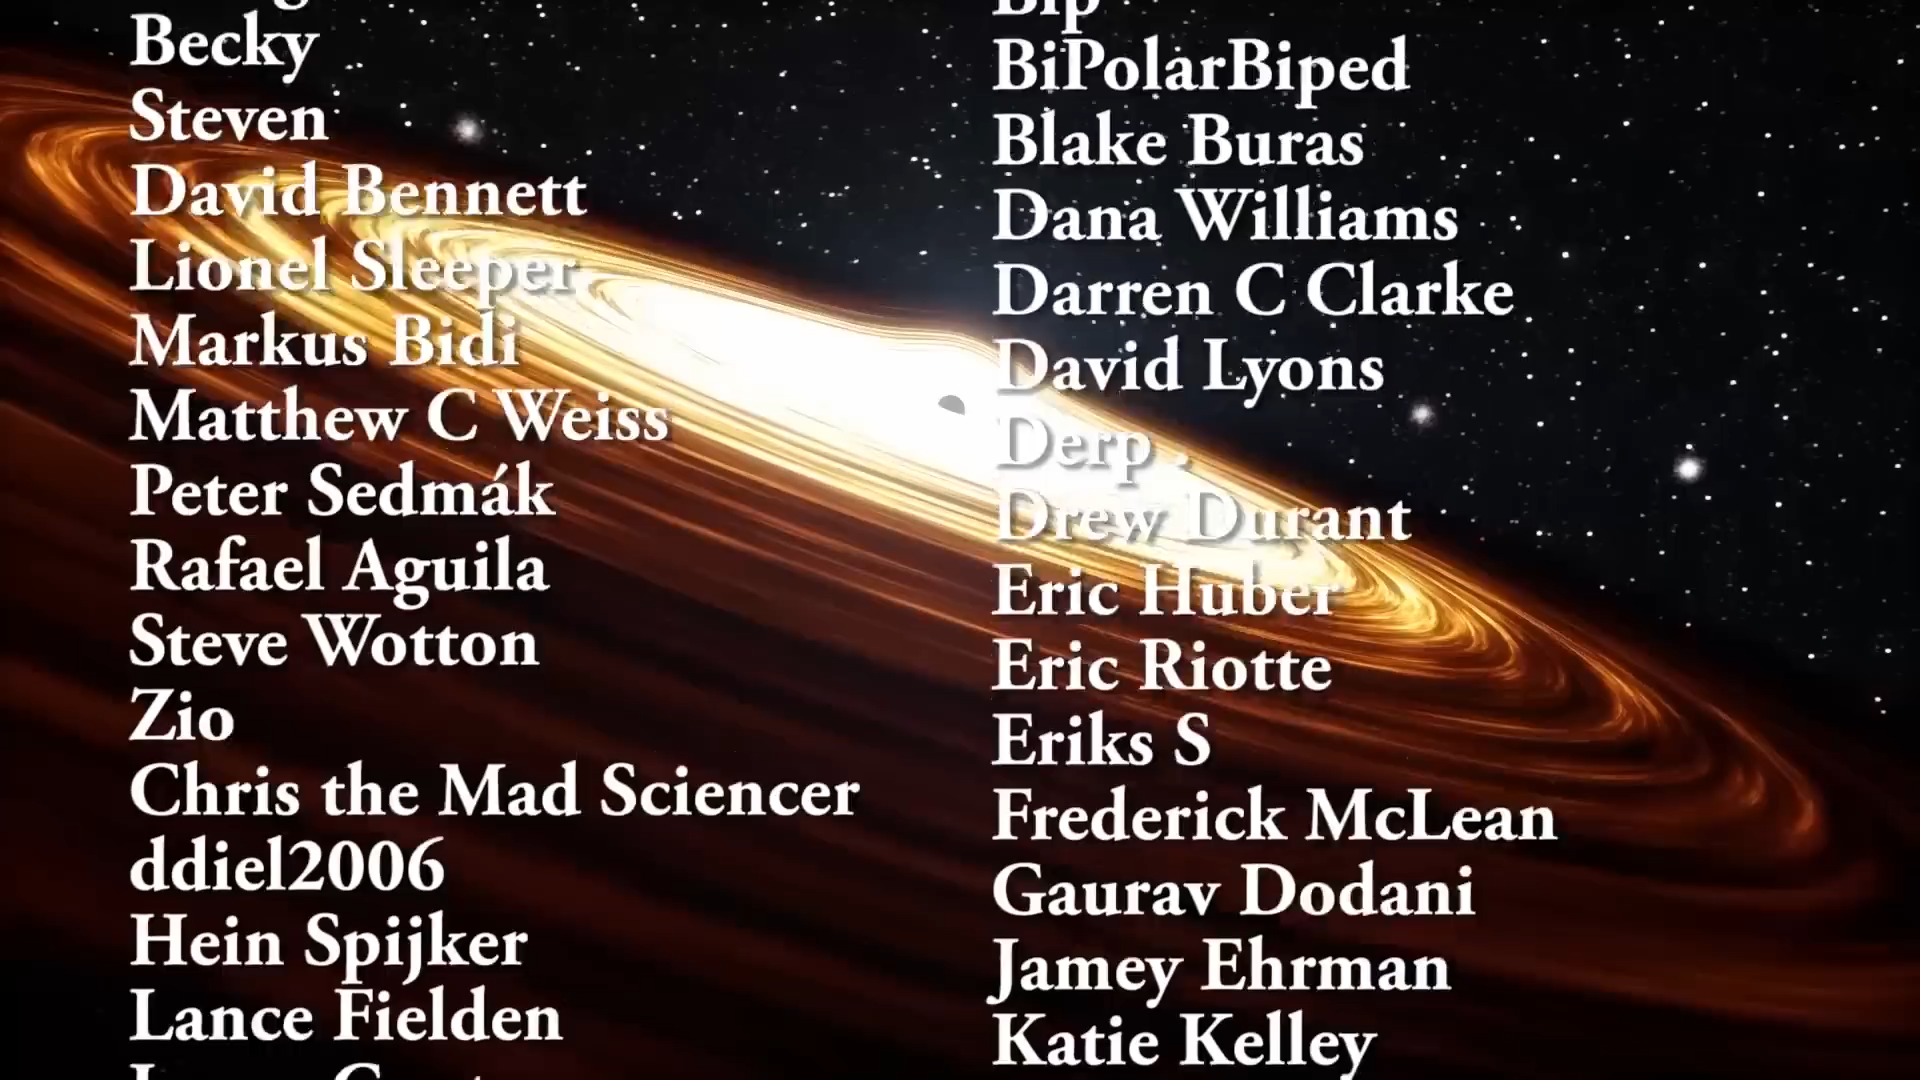 Becky
Steven
David Bennett
Lionel Sleeper
Markus Bidi
Matthew C Weiss
Peter Sedmák
Rafael Aguila
Steve Wotton
Zio
Chris the Mad Sciencer
ddiel2006
Hein Spijker
Lance Fielden
Bip
BiPolarBiped
Blake Buras
Dana Williams
Darren C Clarke
David Lyons
Derp .
Drew Durant
Eric Huber
Eric Riotte
Eriks S
Frederick McLean
Gaurav Dodani
Jamey Ehrman
Katie Kelley